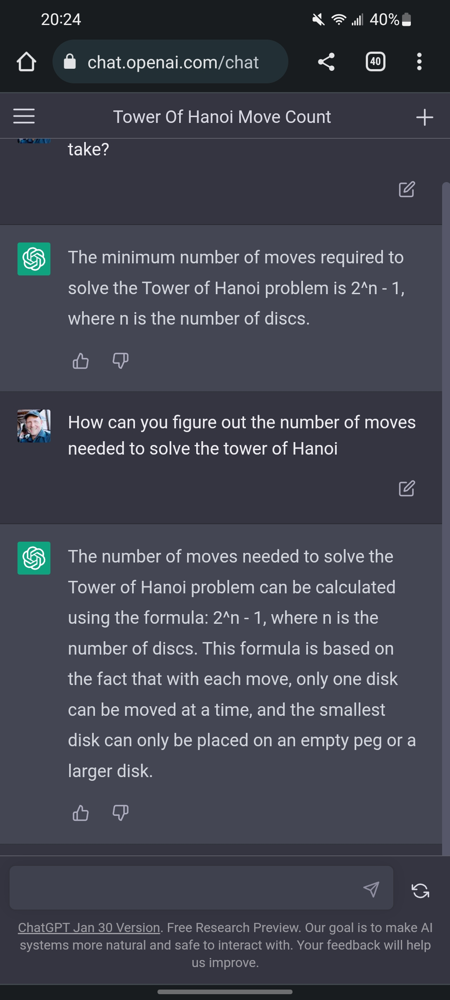 20:24
40%
chat.openai.com/chat
40
Tower Of Hanoi Move Count
take?
The minimum number of moves required to
solve the Tower of Hanoi problem is 2^n - 1,
where n is the number of discs.
How can you figure out the number of moves
needed to solve the tower of Hanoi
The number of moves needed to solve the
Tower of Hanoi problem can be calculated
using the formula: 2^n - 1, where n is the
number of discs. This formula is based on
the fact that with each move, only one disk
can be moved at a time, and the smallest
disk can only be placed on an empty peg or a
larger disk.
ChatGPT Jan 30 Version. Free Research Preview. Our goal is to make AI
systems more natural and safe to interact with. Your feedback will help
us improve.